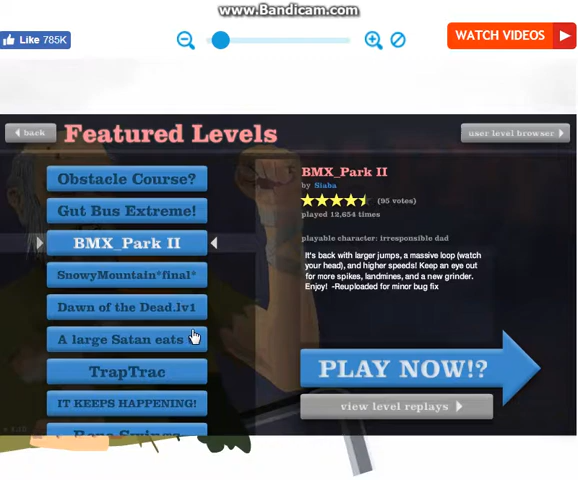 www.Bandicam.com
Like 785K
WATCH VIDEOS
back
Featured Levels
user level browser
Obstacle Course?
Gut Bus Extreme!
BMX_Park II
SnowyMountain*final*
Dawn of the Dead.lv1
A large Satan eats
TrapTrac
IT KEEPS HAPPENING!
BMX_Park II
by Siaha
(95 votes)
played 12,654 times
playable character: irresponsible dad
It's back with larger jumps, a massive loop (watch
your head), and higher speeds! Keep an eye out
for more spikes, landmines, and a new grinder.
Enjoy! -Reuploaded for minor bug fix
PLAY NOW!?
view level replays